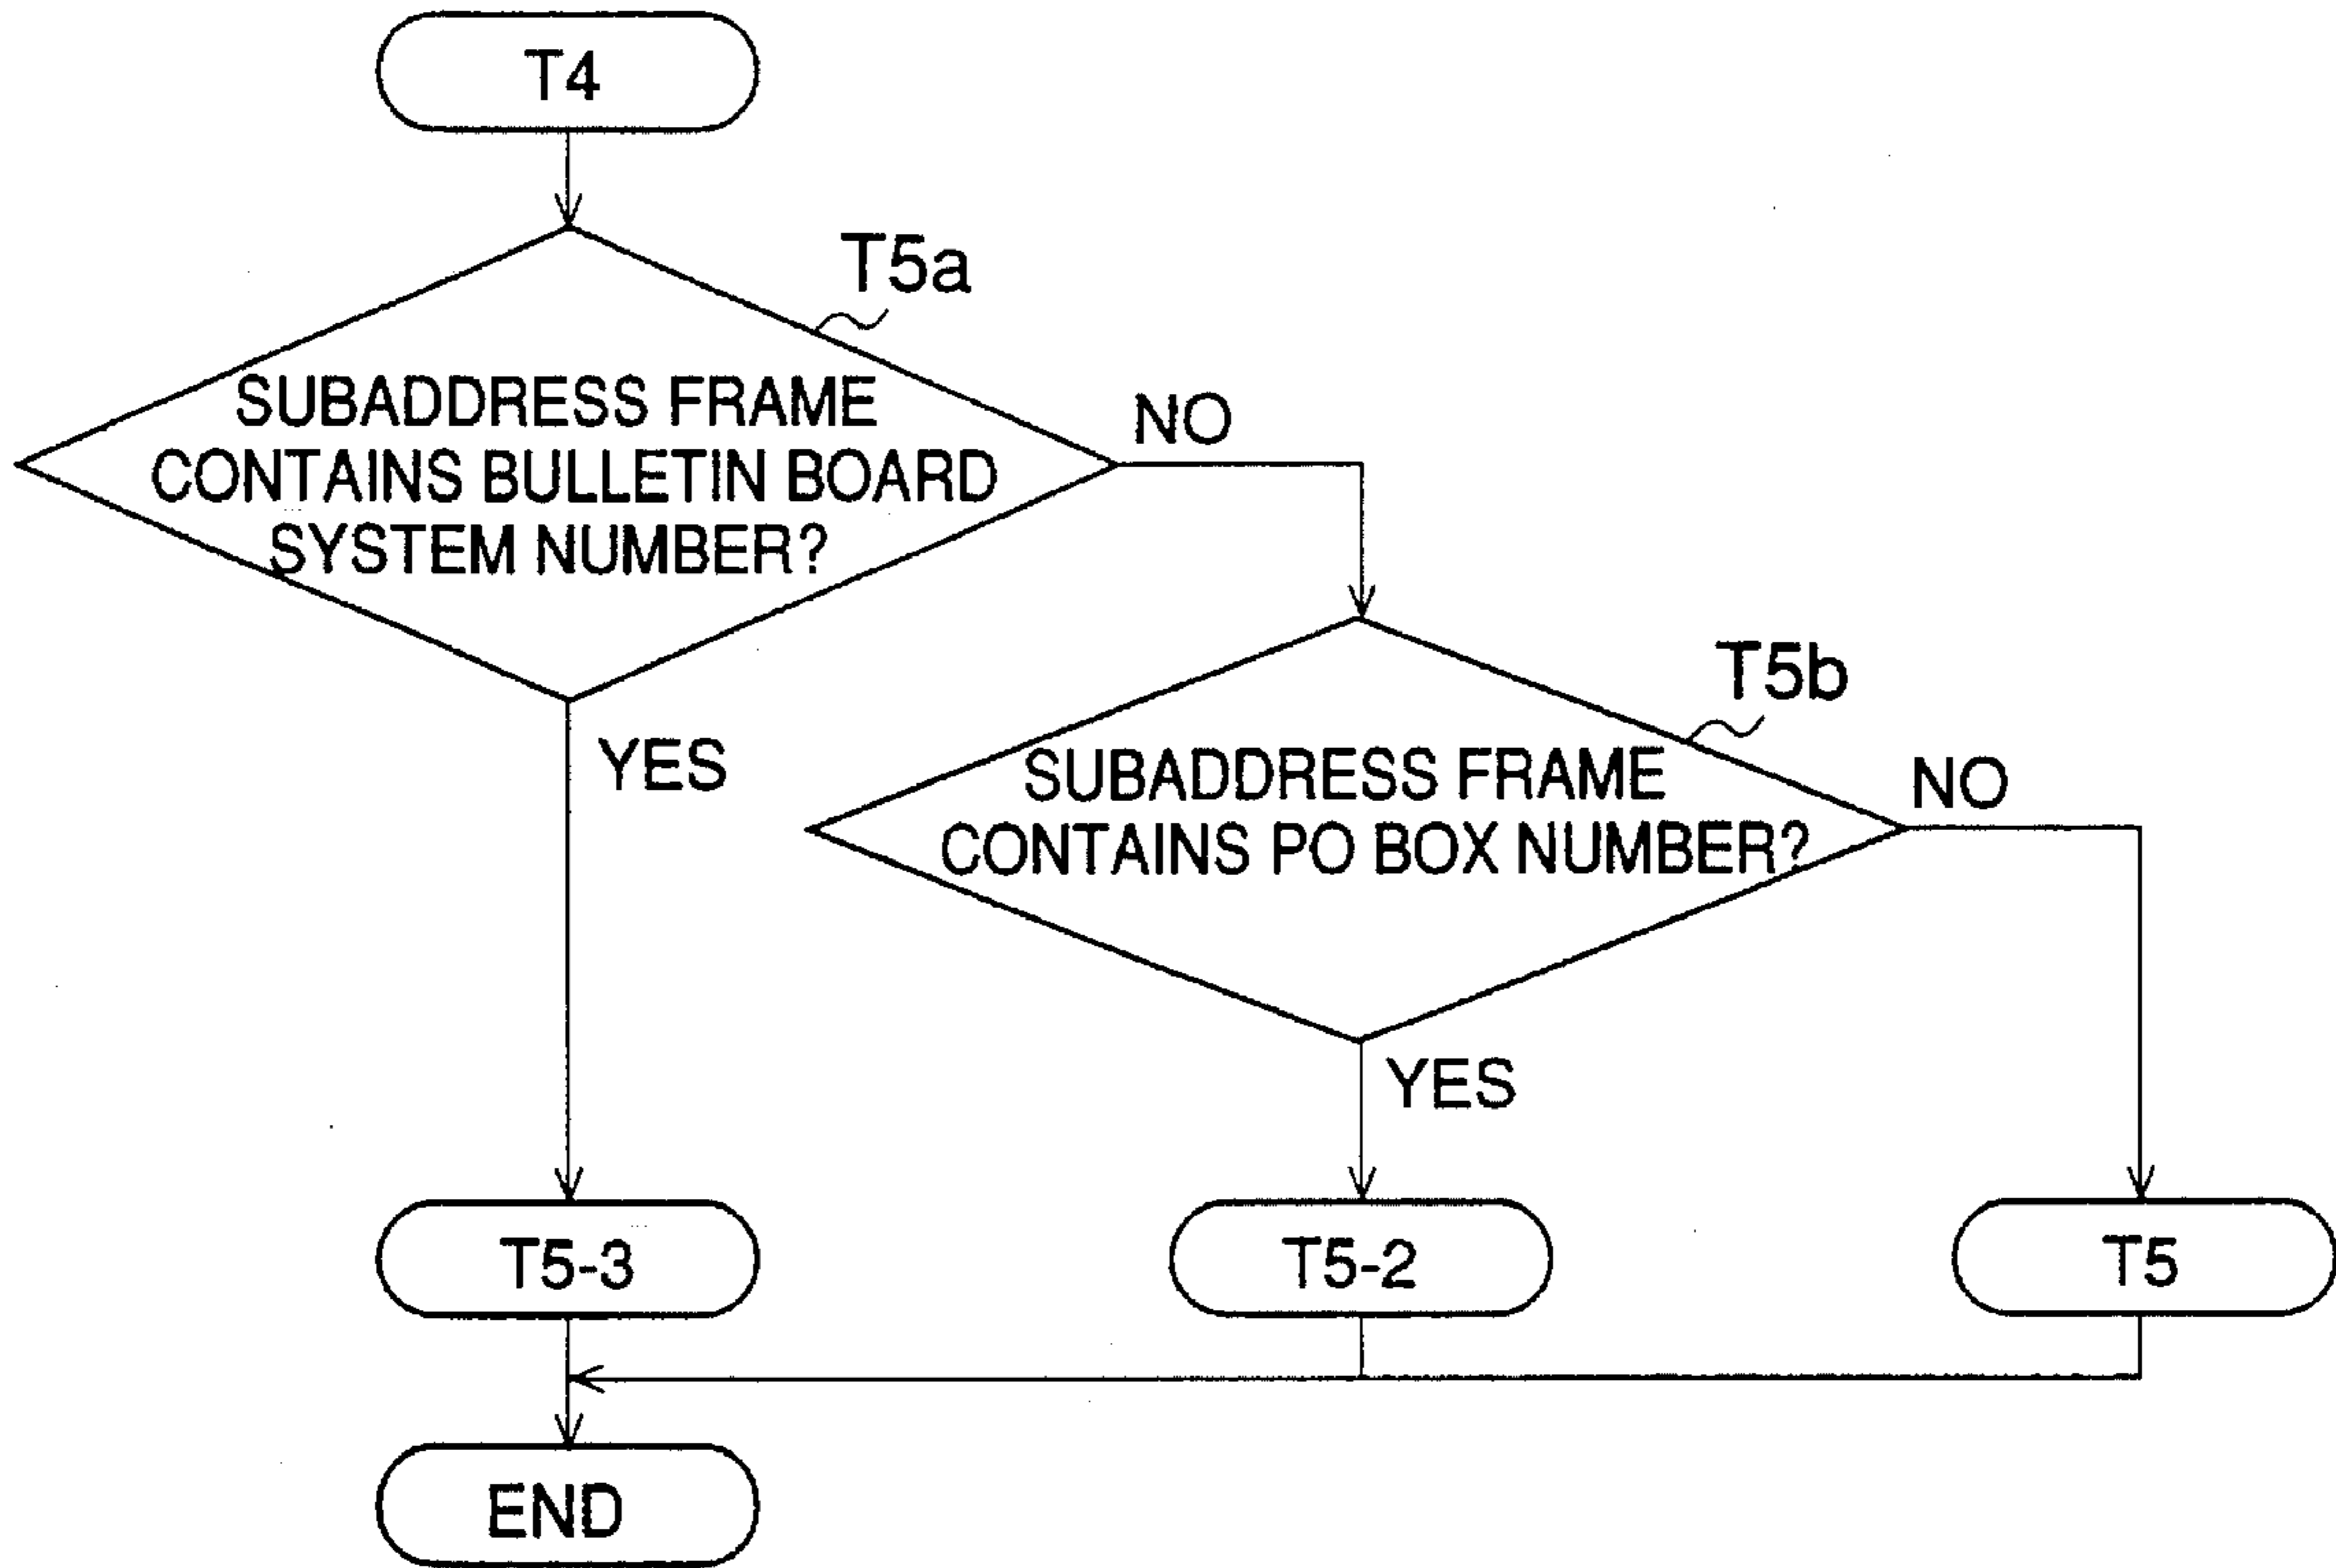 T4
T5a
SUBADDRESS FRAME
CONTAINS BULLETIN BOARD
SYSTEM NUMBER?
NO
YES
T5b
SUBADDRESS FRAME
CONTAINS PO BOX NUMBER?
NO
YES
T5-3
T5-2
T5
END